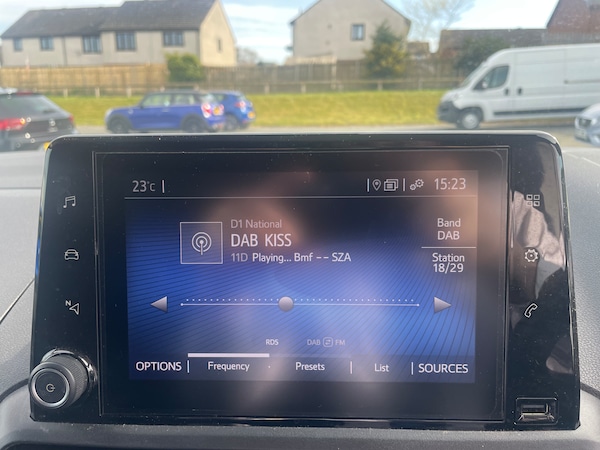 23°C
15:23
D1 National
DAB KISS
11D Playing... Bmf -- SZA
Band
DAB
Station
18/29
N
RDS DAB FM
OPTIONS Frequency Presets List SOURCES